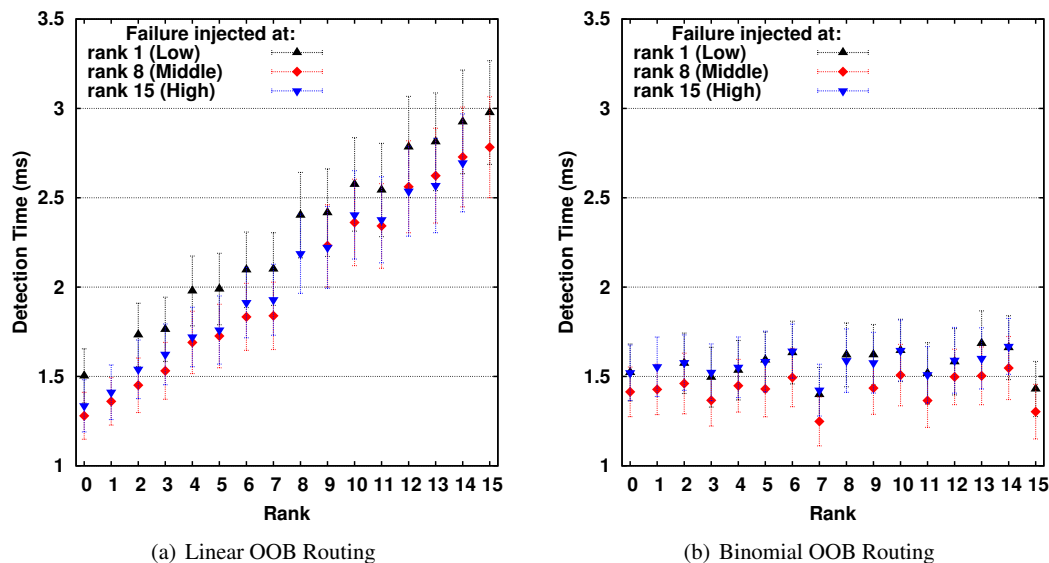 3.5
3
2.5
2
1.5
1
Detection Time (ms)
Failure injected at:
rank 1 (Low)
rank 8 (Middle)
rank 15 (High)
0 1 2 3 4 5 6 7 8 9 10 11 12 13 14 15
Rank
(a) Linear OOB Routing
3.5
3
2.5
2
1.5
1
Detection Time (ms)
Failure injected at:
rank 1 (Low)
rank 8 (Middle)
rank 15 (High)
0 1 2 3 4 5 6 7 8 9 10 11 12 13 14 15
Rank
(b) Binomial OOB Routing